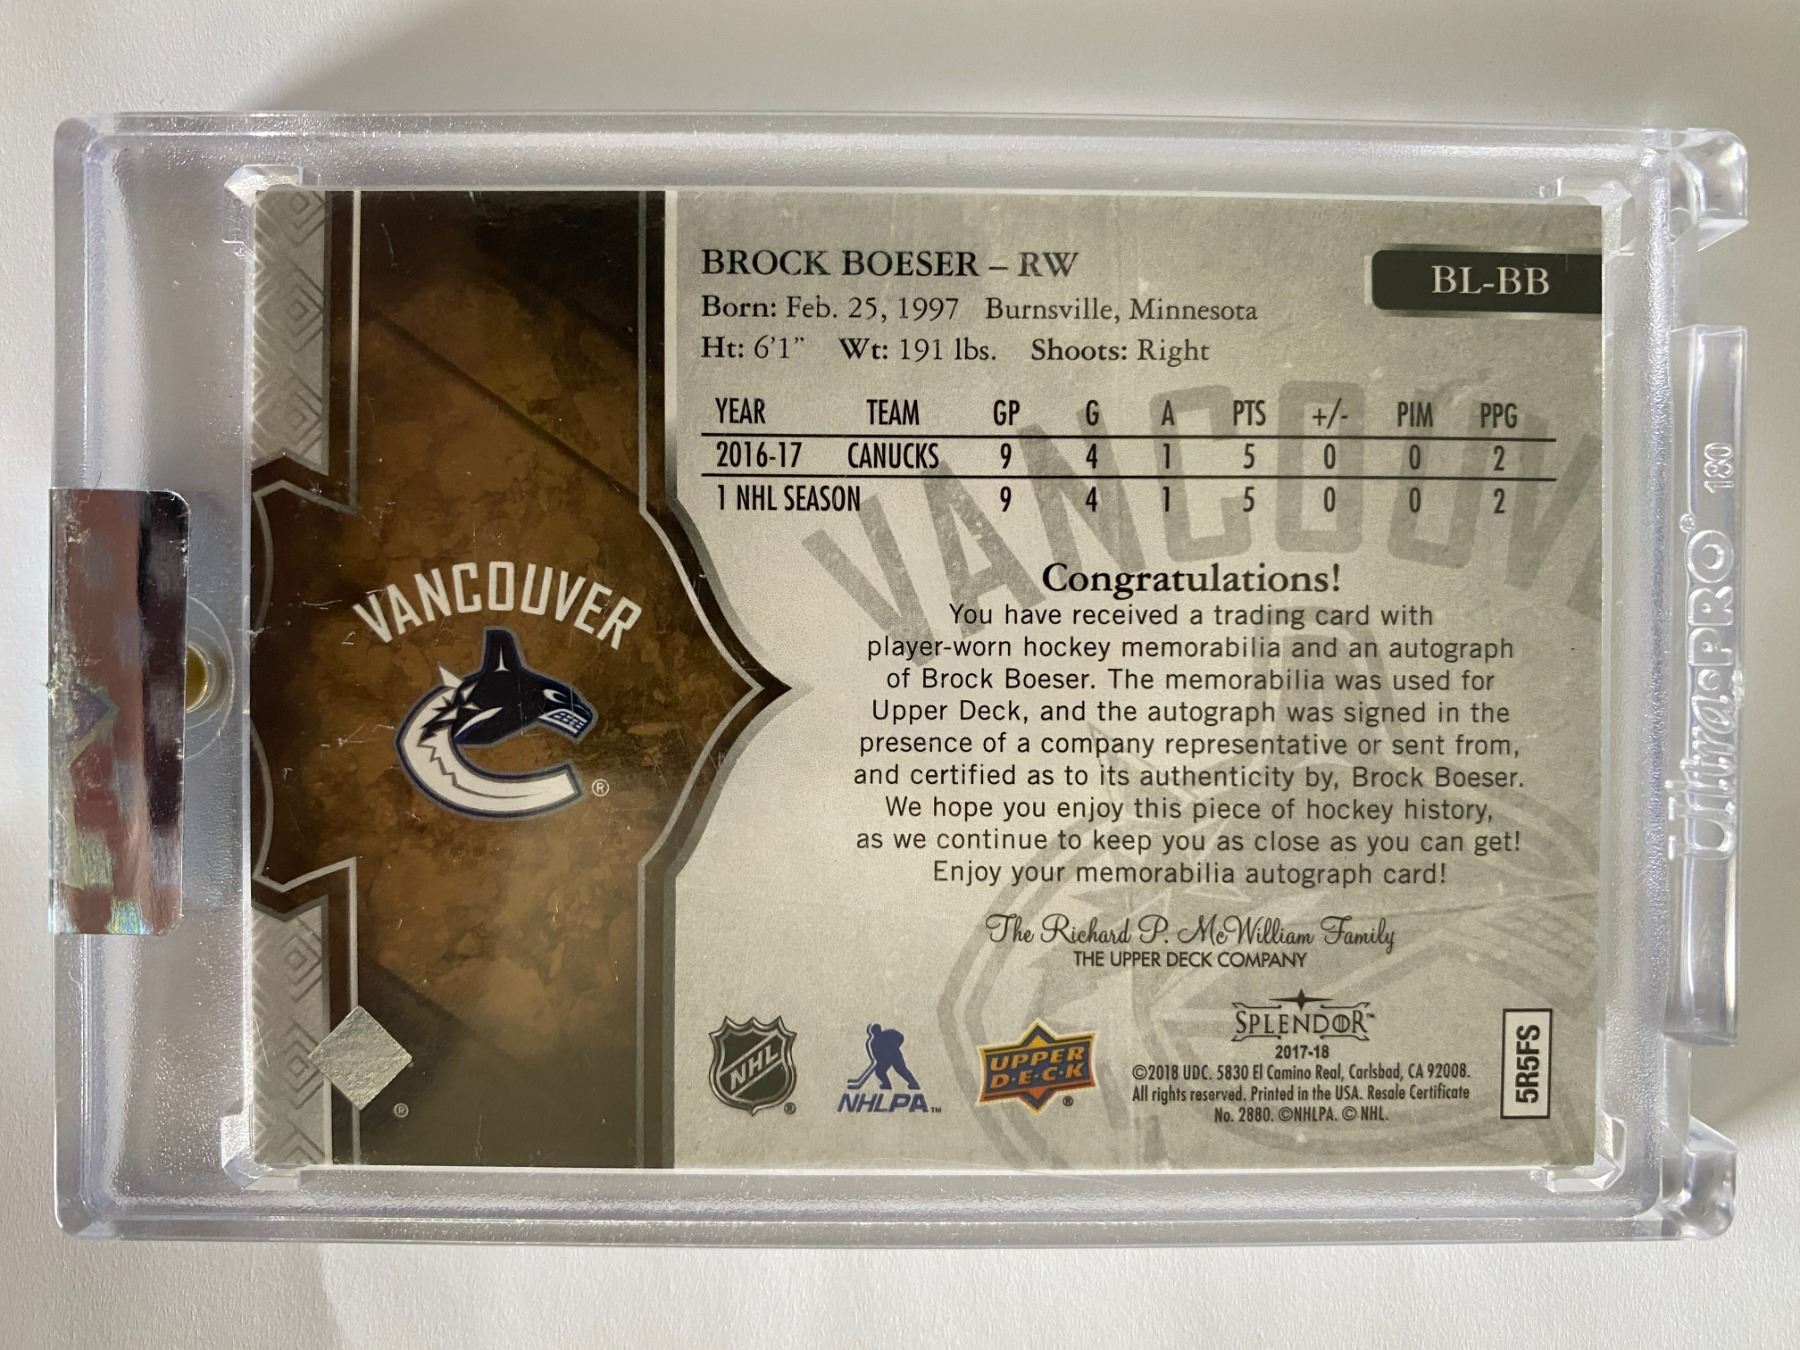 BROCK BOESER – RW
BL-BB
Born: Feb. 25, 1997 Burnsville, Minnesota
Ht: 6'1" Wt: 191 lbs. Shoots: Right
YEAR TEAM GP G A PTS +/- PIM PPG
2016-17 CANUCKS 9 4 1 5 0 0 2
1 NHL SEASON 9 4 1 5 0 0 2
VANCOUV
VANCOUVER
®
Congratulations!
You have received a trading card with
player-worn hockey memorabilia and an autograph
of Brock Boeser. The memorabilia was used for
Upper Deck, and the autograph was signed in the
presence of a company representative or sent from,
and certified as to its authenticity by, Brock Boeser.
We hope you enjoy this piece of hockey history,
as we continue to keep you as close as you can get!
Enjoy your memorabilia autograph card!
The Richard P. McWilliam Family
THE UPPER DECK COMPANY
®
NHL ®
NHLPA ™
UPPER
D·E·C·K ®
SPLENDOR™
2017-18
©2018 UDC. 5830 El Camino Real, Carlsbad, CA 92008.
All rights reserved. Printed in the USA. Resale Certificate
No. 2880. ©NHLPA. © NHL.
5R5FS
Ultra•PRO® 180